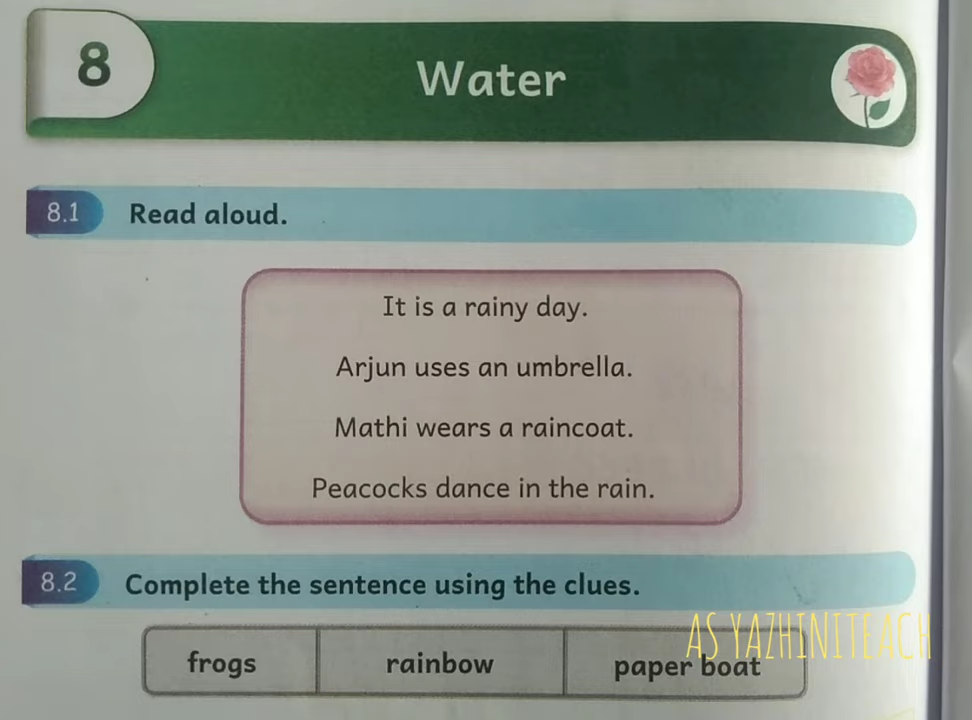 8
Water
8.1 Read aloud.
It is a rainy day.
Arjun uses an umbrella.
Mathi wears a raincoat.
Peacocks dance in the rain.
8.2 Complete the sentence using the clues.
AS YAZHINITEACH
frogs rainbow paper boat